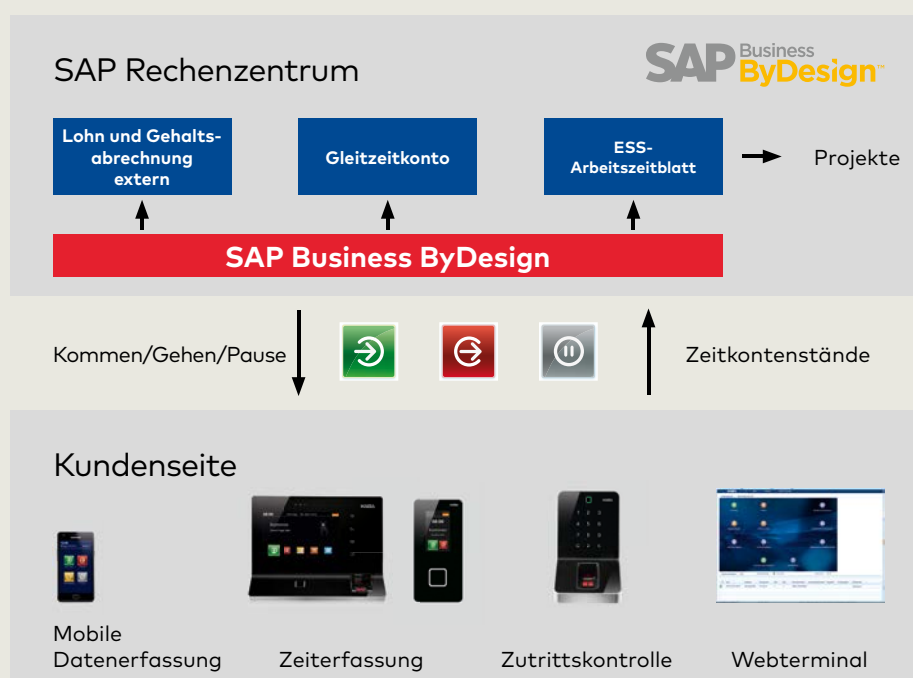 SAP Rechenzentrum
SAP Business
ByDesign™
Lohn und Gehalts-
abrechnung
extern
Gleitzeitkonto
ESS-
Arbeitszeitblatt
Projekte
SAP Business ByDesign
Kommen/Gehen/Pause
Zeitkontenstände
Kundenseite
Mobile
Datenerfassung
Zeiterfassung
Zutrittskontrolle
Webterminal